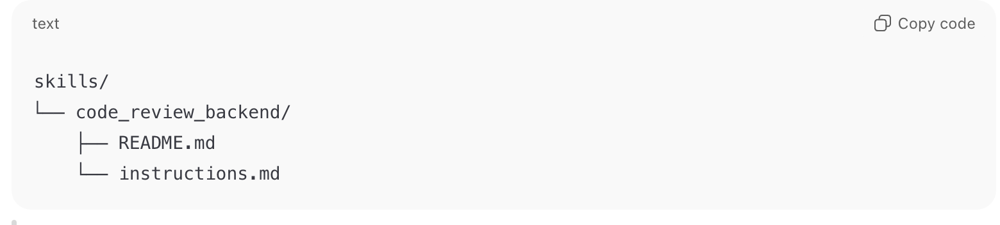 text
Copy code
skills/
└── code_review_backend/
    ├── README.md
    └── instructions.md